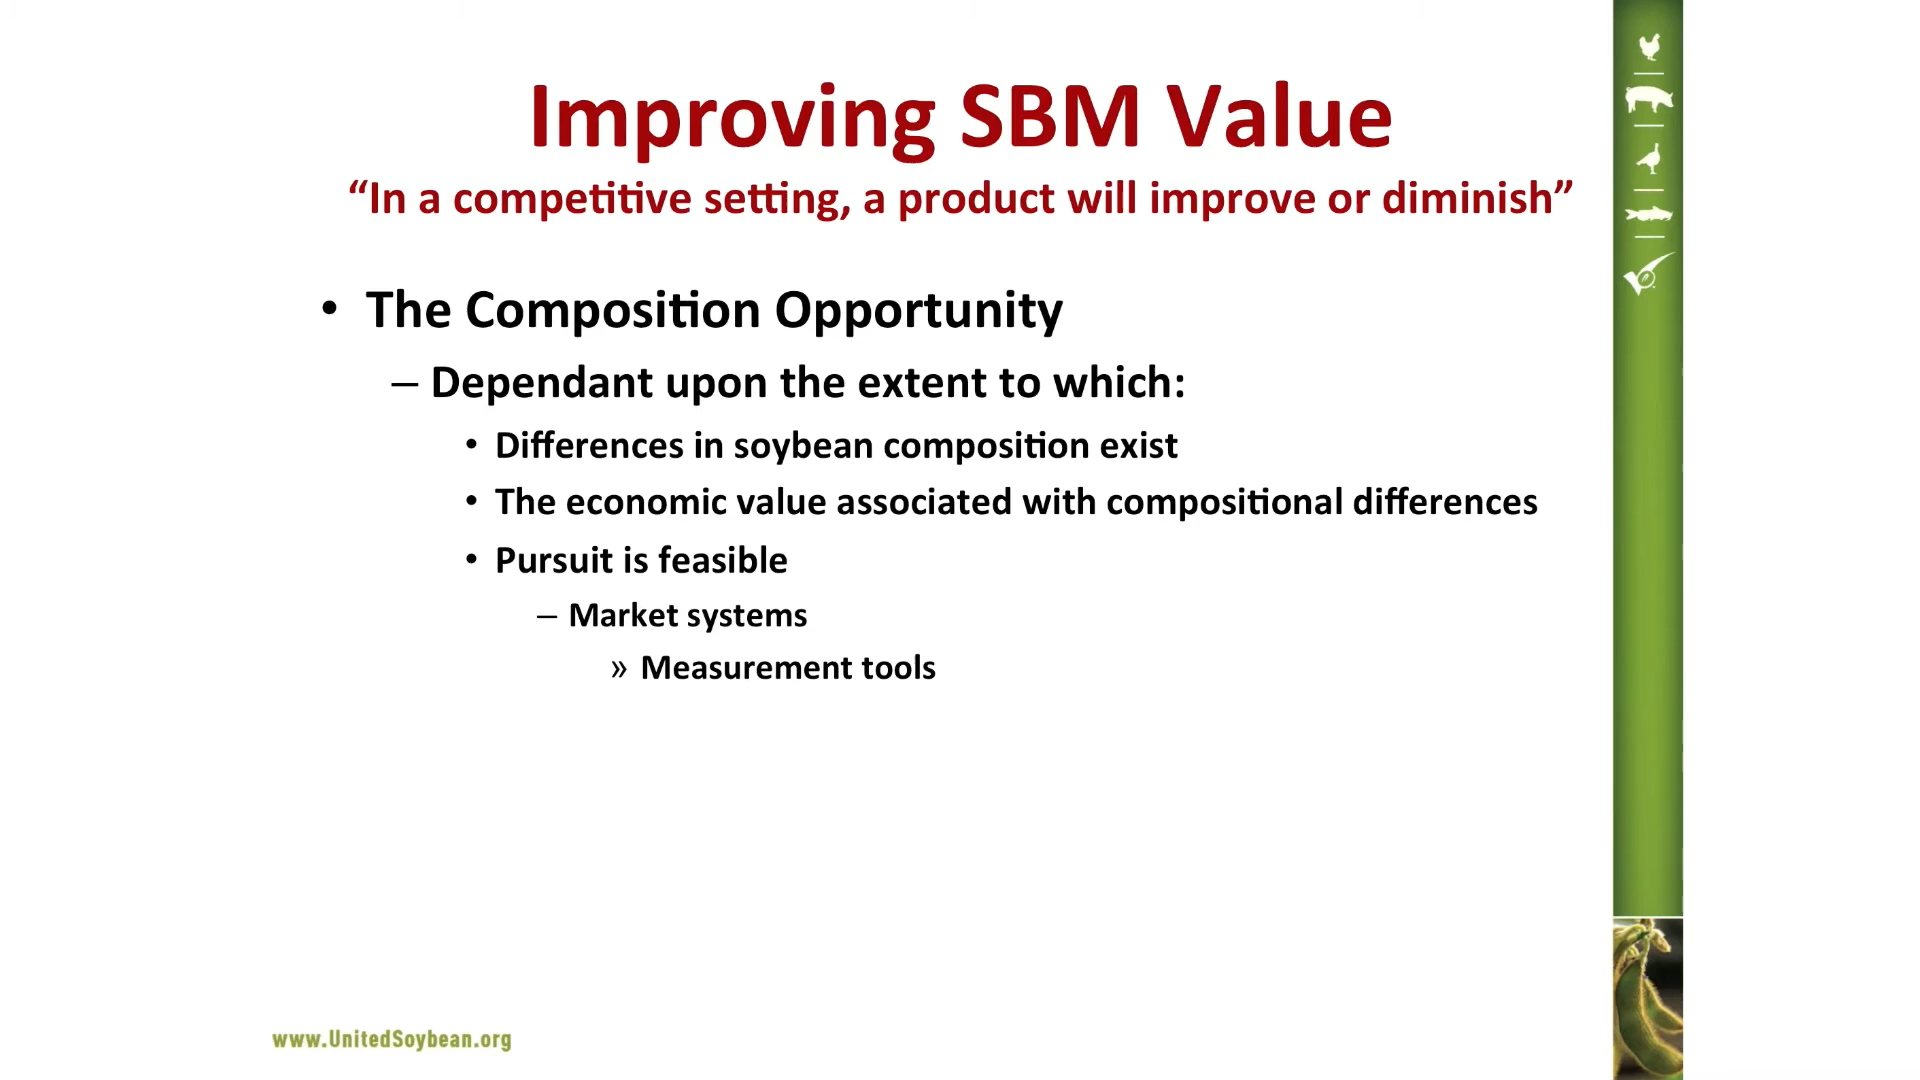 Improving SBM Value
“In a competitive setting, a product will improve or diminish”
• The Composition Opportunity
– Dependant upon the extent to which:
• Differences in soybean composition exist
• The economic value associated with compositional differences
• Pursuit is feasible
– Market systems
» Measurement tools
www.UnitedSoybean.org